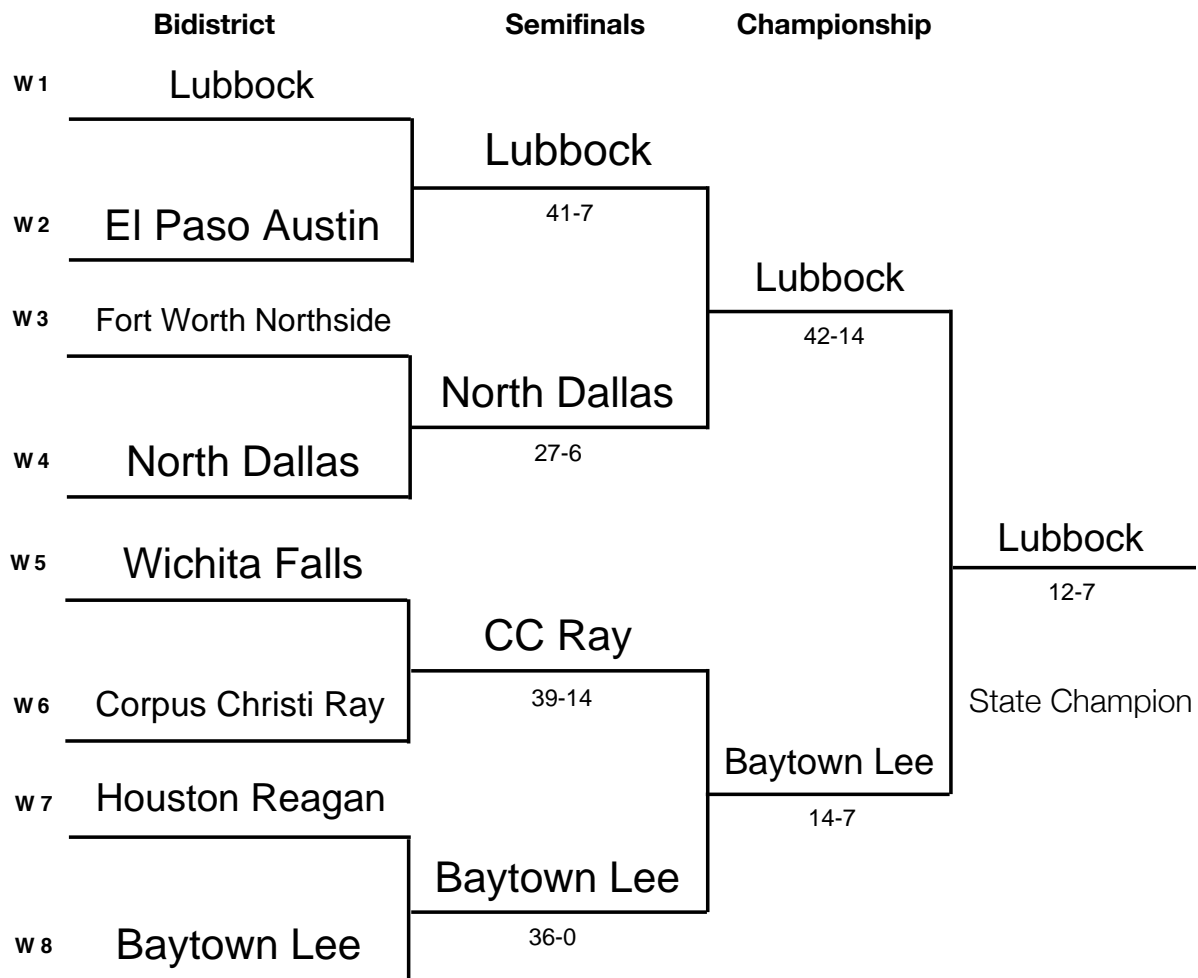 Bidistrict Semifinals Championship
W 1 Lubbock
Lubbock
41-7
W 2 El Paso Austin
Lubbock
W 3 Fort Worth Northside
42-14
North Dallas
27-6
W 4 North Dallas
Lubbock
W 5 Wichita Falls
12-7
CC Ray
39-14
W 6 Corpus Christi Ray
State Champion
Baytown Lee
W 7 Houston Reagan
14-7
Baytown Lee
36-0
W 8 Baytown Lee